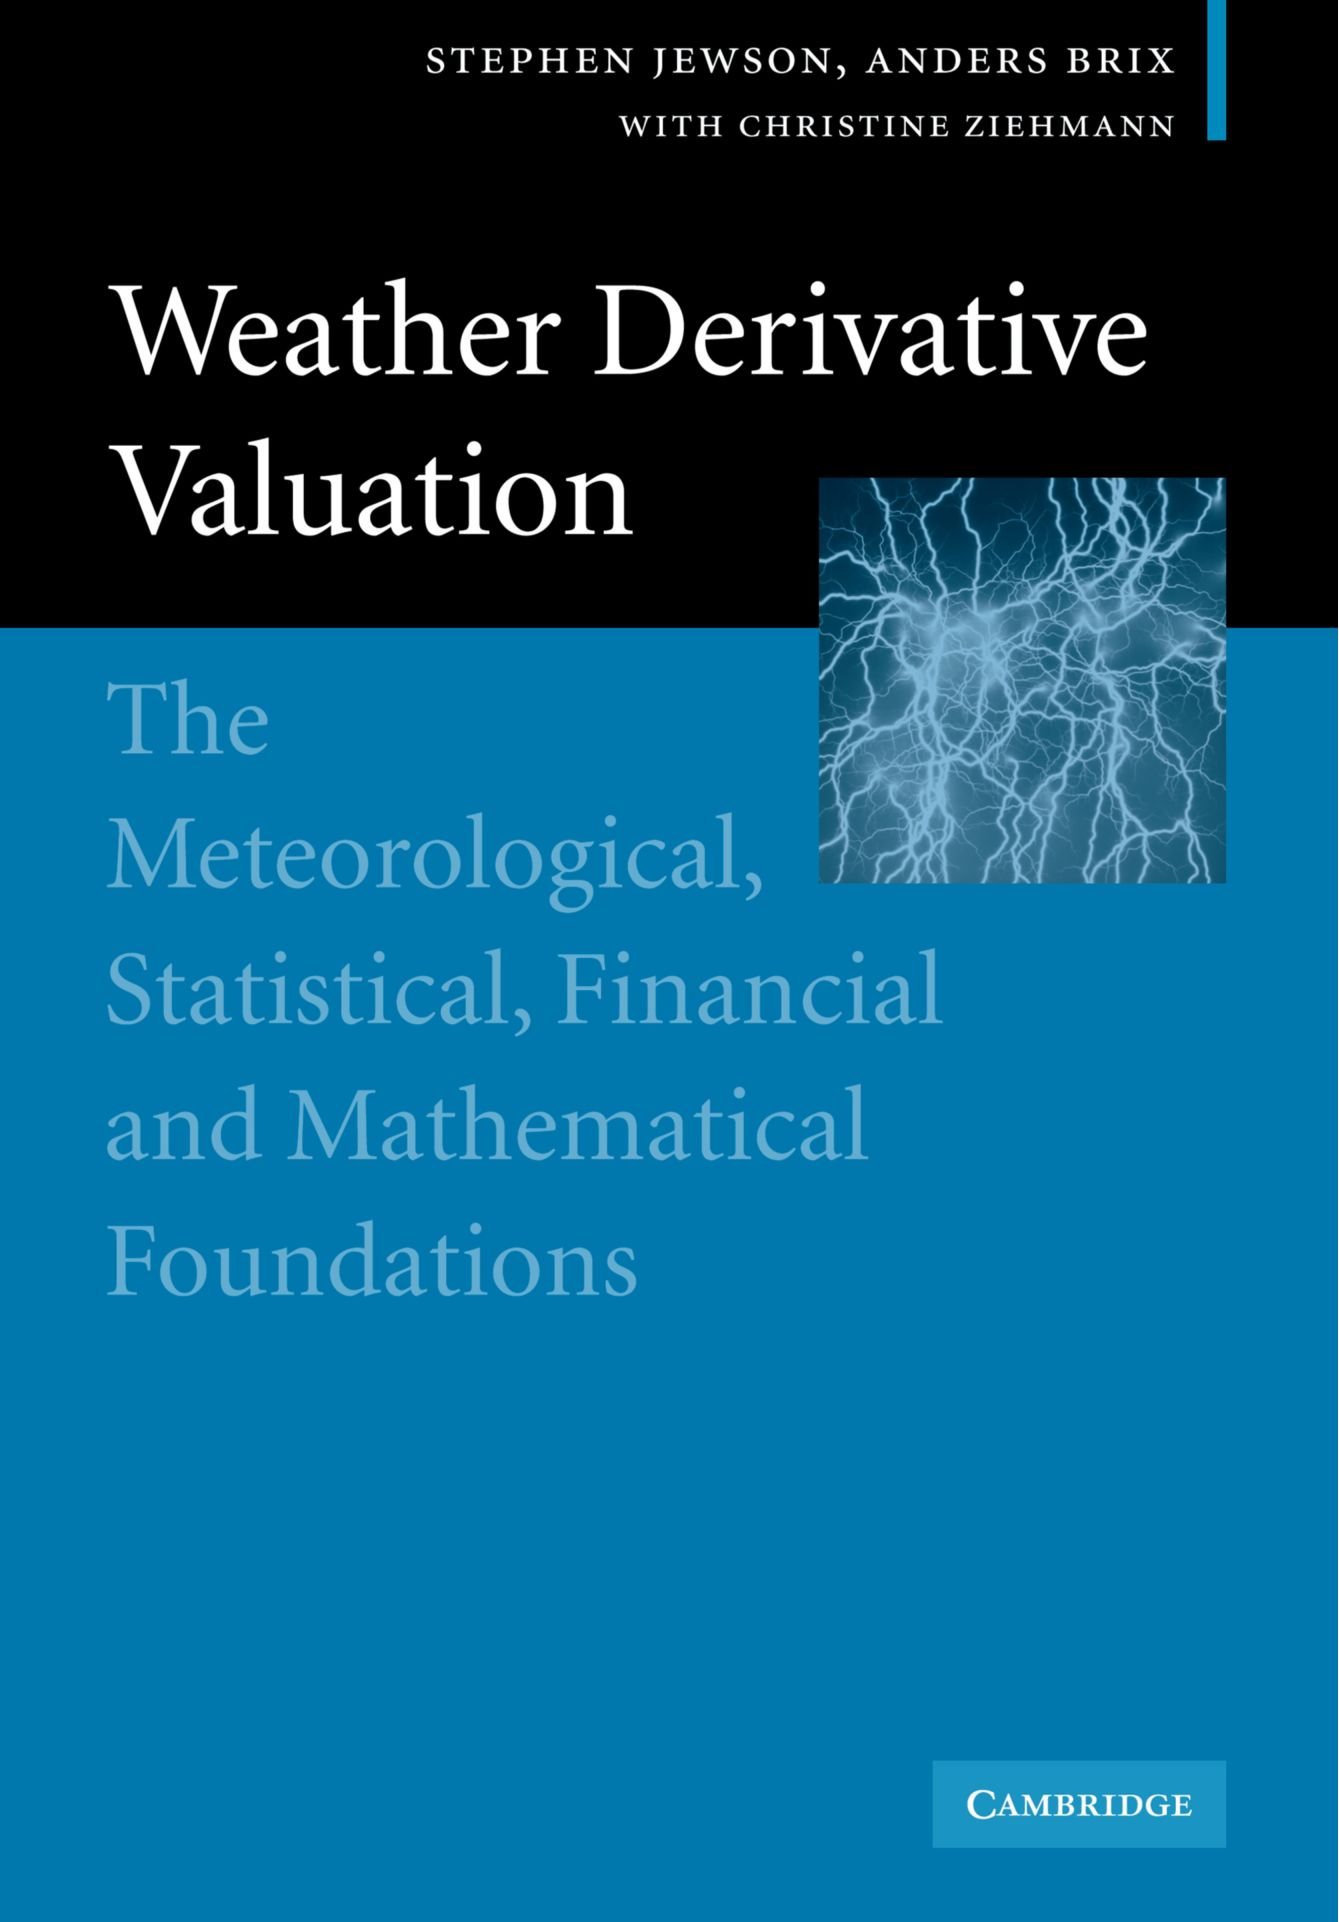 STEPHEN JEWSON, ANDERS BRIX
WITH CHRISTINE ZIEHMANN
Weather Derivative
Valuation
The
Meteorological,
Statistical, Financial
and Mathematical
Foundations
CAMBRIDGE